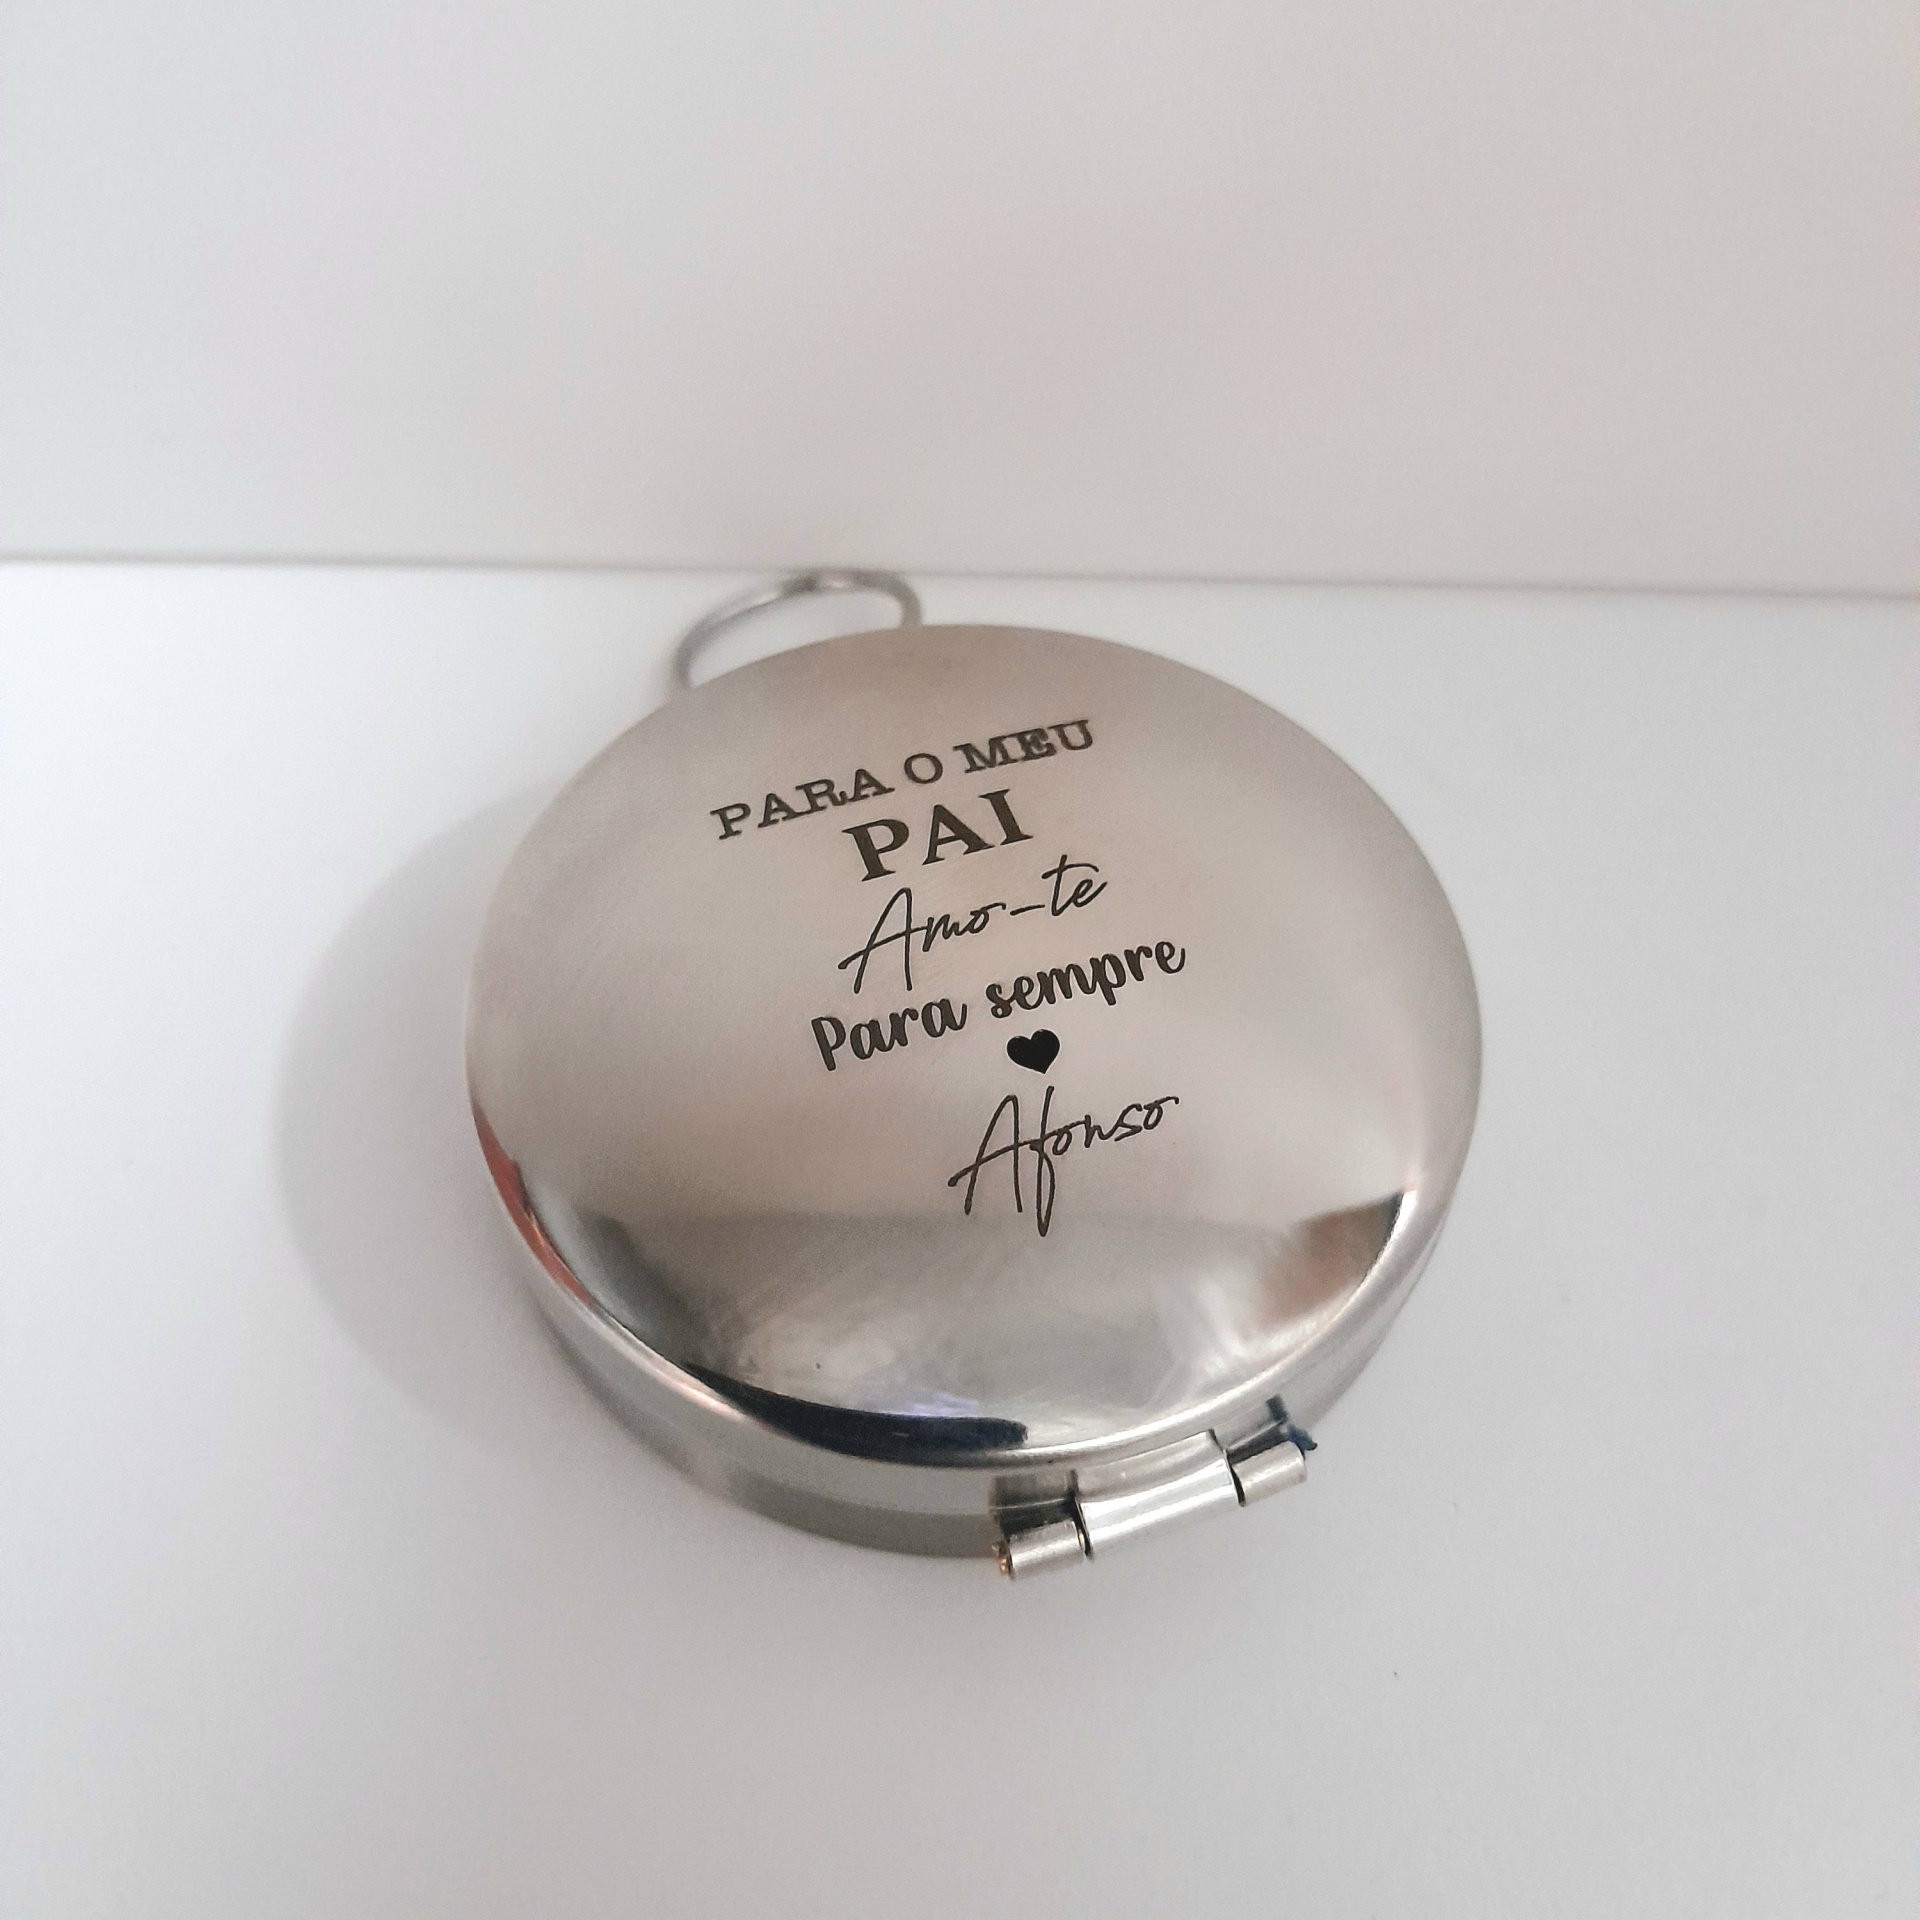 PARA O MEU
PAI
Amo-te
Para sempre
Afonso